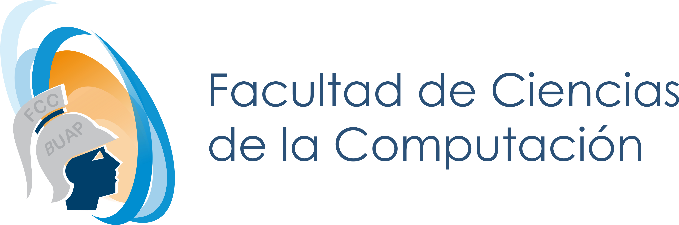 FCC
BUAP
Facultad de Ciencias
de la Computación